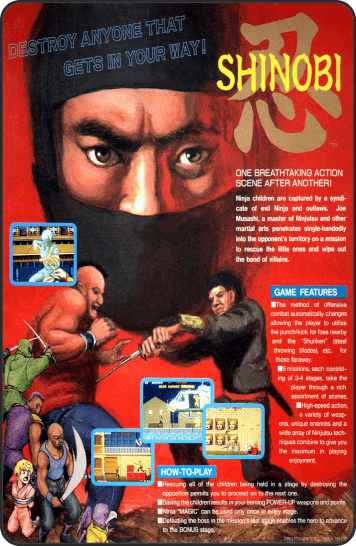 DESTROY ANYONE THAT
GETS IN YOUR WAY!
SHINOBI
忍
TM
ONE BREATHTAKING ACTION
SCENE AFTER ANOTHER!
Ninja children are captured by a syndi-
cate of evil Ninja and outlaws. Joe
Musashi, a master of Ninjutsu and other
martial arts penetrates single-handedly
into the opponent's territory on a mission
to rescue the little ones and wipe out
the band of villains.
GAME FEATURES
■The method of offensive
combat automatically changes
allowing the player to utilize
the punch/kick for foes nearby
and the "Shuriken" (steel
throwing blades), etc. for
those faraway.
■5 missions, each consist-
ing of 3-4 stages, take the
player through a rich
assortment of scenes.
■High-speed action,
a variety of weap-
ons, unique enemies and a
wide array of Ninjutsu tech-
niques combine to give you
the maximum in playing
enjoyment.
HOW-TO-PLAY
■Rescuing all of the children being held in a stage by destroying the
opposition permits you to proceed on to the next one.
■Saving the children results in your earning POWER-UP weapons and points.
■Ninja "MAGIC" can be used only once in every stage.
■Defeating the boss in the mission's last stage enables the hero to advance
to the BONUS stage.